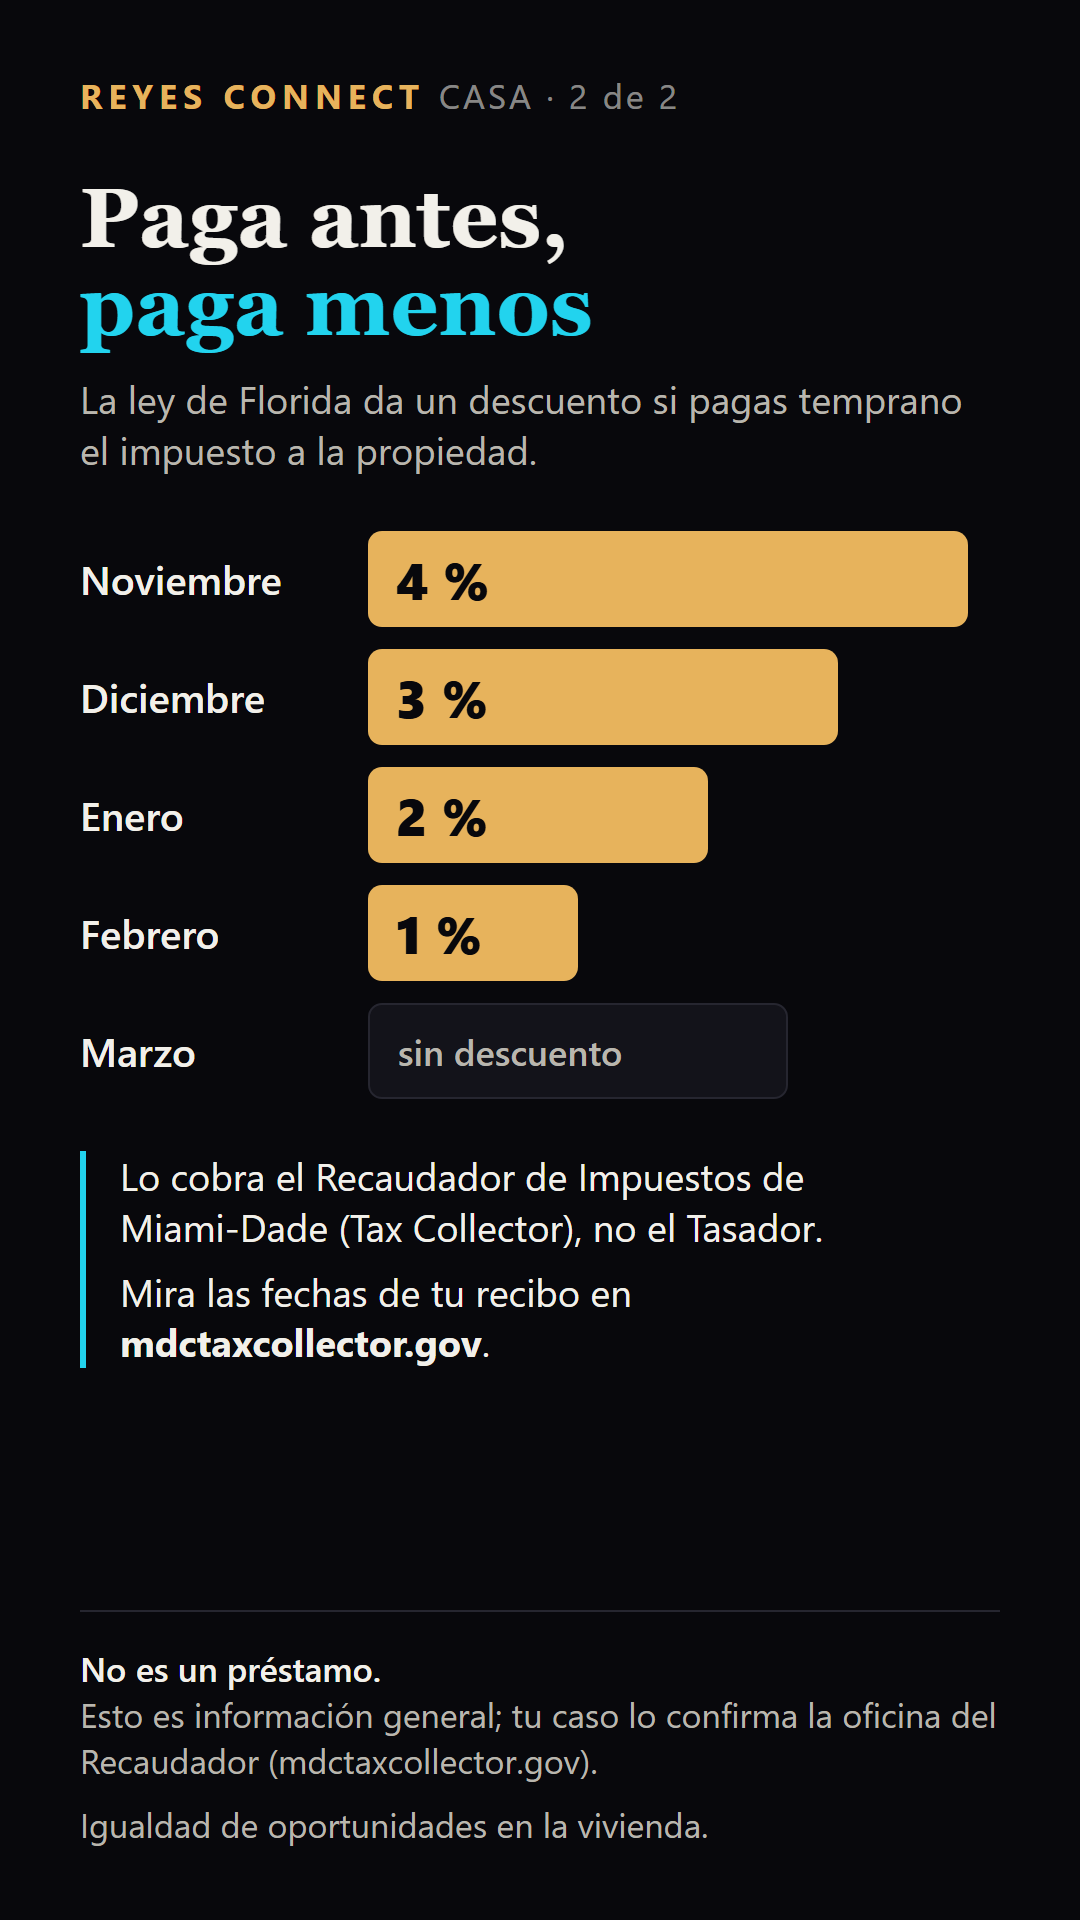 REYES CONNECT CASA · 2 de 2
Paga antes,
paga menos
La ley de Florida da un descuento si pagas temprano
el impuesto a la propiedad.
Noviembre 4 %
Diciembre 3 %
Enero 2 %
Febrero 1 %
Marzo sin descuento
Lo cobra el Recaudador de Impuestos de
Miami-Dade (Tax Collector), no el Tasador.
Mira las fechas de tu recibo en
mdctaxcollector.gov.
No es un préstamo.
Esto es información general; tu caso lo confirma la oficina del
Recaudador (mdctaxcollector.gov).
Igualdad de oportunidades en la vivienda.